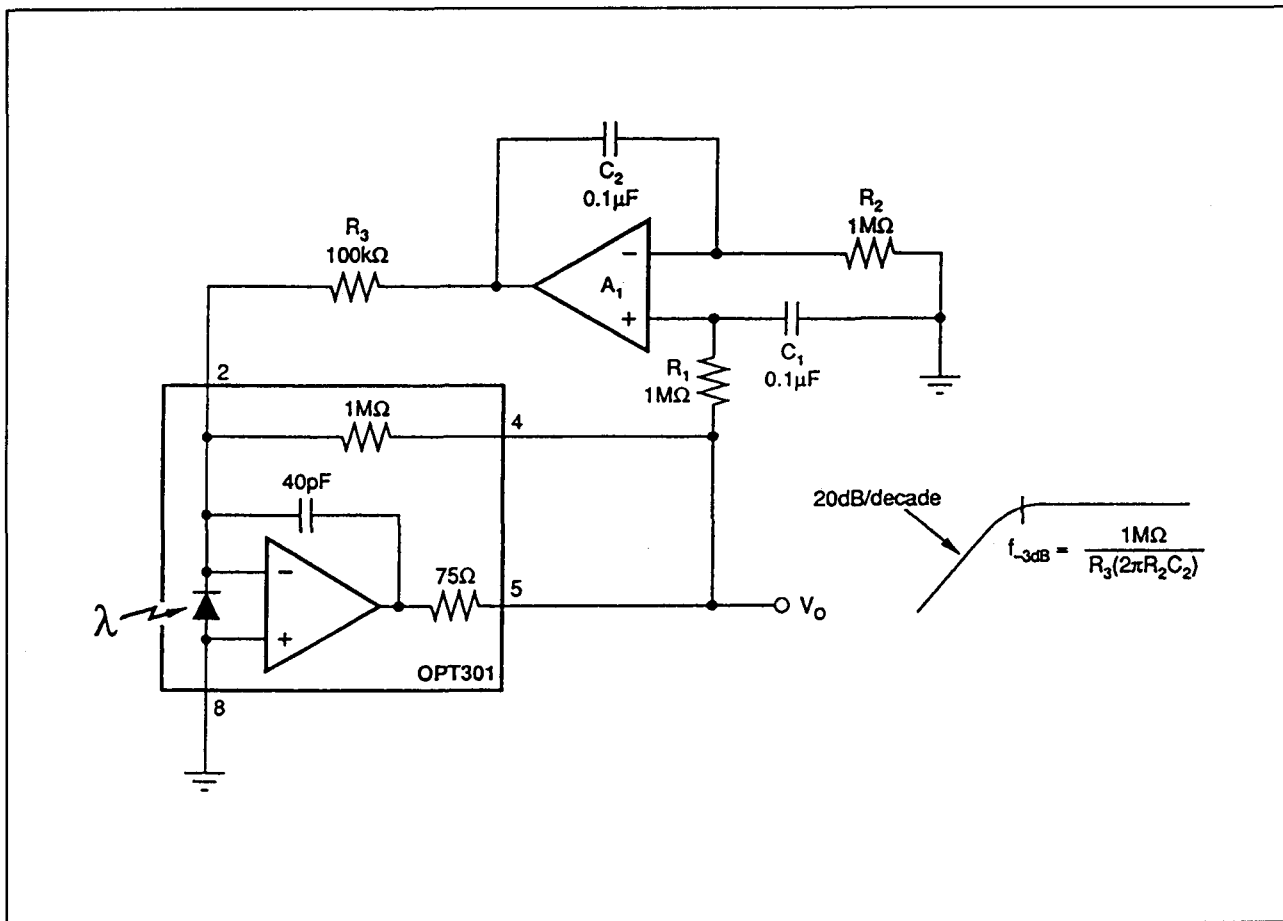 C₂
0.1µF
R₂
1MΩ
R₃
100kΩ
−
A₁
+
C₁
0.1µF
R₁
1MΩ
2
1MΩ
4
40pF
−
75Ω
5
λ
+
V₀
OPT301
8
20dB/decade
f₋₃dB = 1MΩ
R₃(2πR₂C₂)